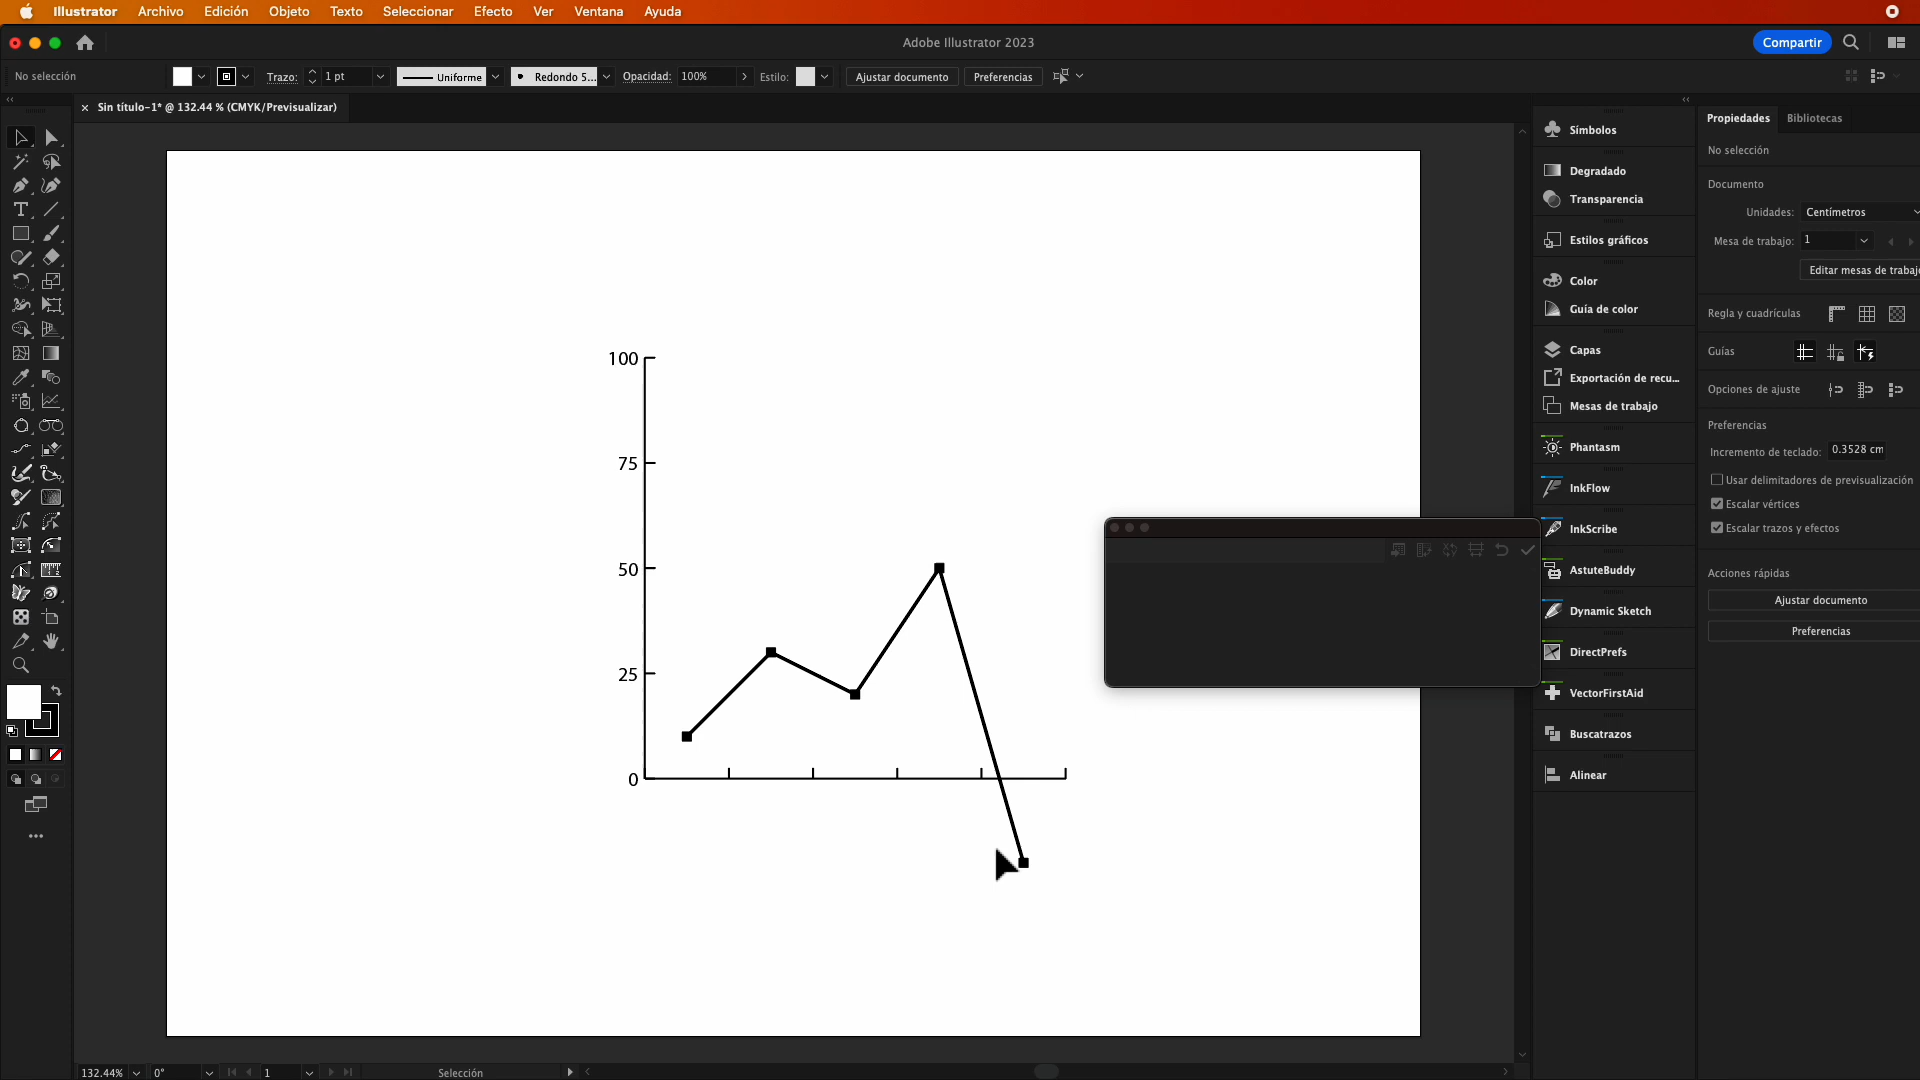 Illustrator Archivo Edición Objeto Texto Seleccionar Efecto Ver Ventana Ayuda
Adobe Illustrator 2023
Compartir
No selección
Trazo: 1 pt
Uniforme
Redondo 5...
Opacidad: 100%
Estilo:
Ajustar documento
Preferencias
Sin título-1* @ 132.44 % (CMYK/Previsualizar)
100
75
50
25
0
Símbolos
Degradado
Transparencia
Estilos gráficos
Color
Guía de color
Capas
Exportación de recu...
Mesas de trabajo
Phantasm
InkFlow
InkScribe
AstuteBuddy
Dynamic Sketch
DirectPrefs
VectorFirstAid
Buscatrazos
Alinear
Propiedades Bibliotecas
No selección
Documento
Unidades: Centímetros
Mesa de trabajo: 1
Editar mesas de trabajo
Regla y cuadrículas
Guías
Opciones de ajuste
Preferencias
Incremento de teclado: 0.3528 cm
Usar delimitadores de previsualización
Escalar vértices
Escalar trazos y efectos
Acciones rápidas
Ajustar documento
Preferencias
132.44% 0° 1 Selección